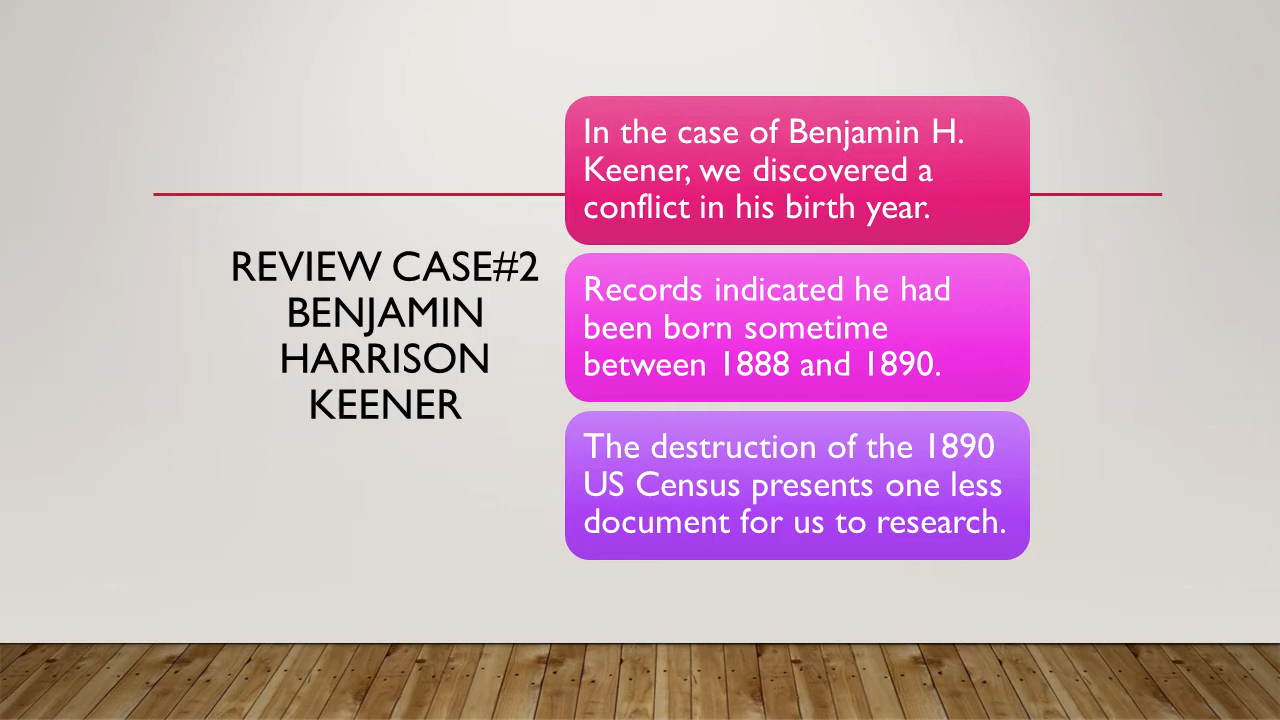 REVIEW CASE#2
BENJAMIN
HARRISON
KEENER
In the case of Benjamin H.
Keener, we discovered a
conflict in his birth year.
Records indicated he had
been born sometime
between 1888 and 1890.
The destruction of the 1890
US Census presents one less
document for us to research.